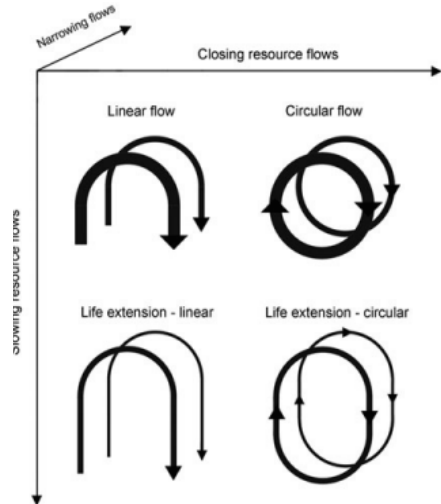 Narrowing flows
Closing resource flows
Linear flow
Circular flow
Slowing resource flows
Life extension - linear
Life extension - circular